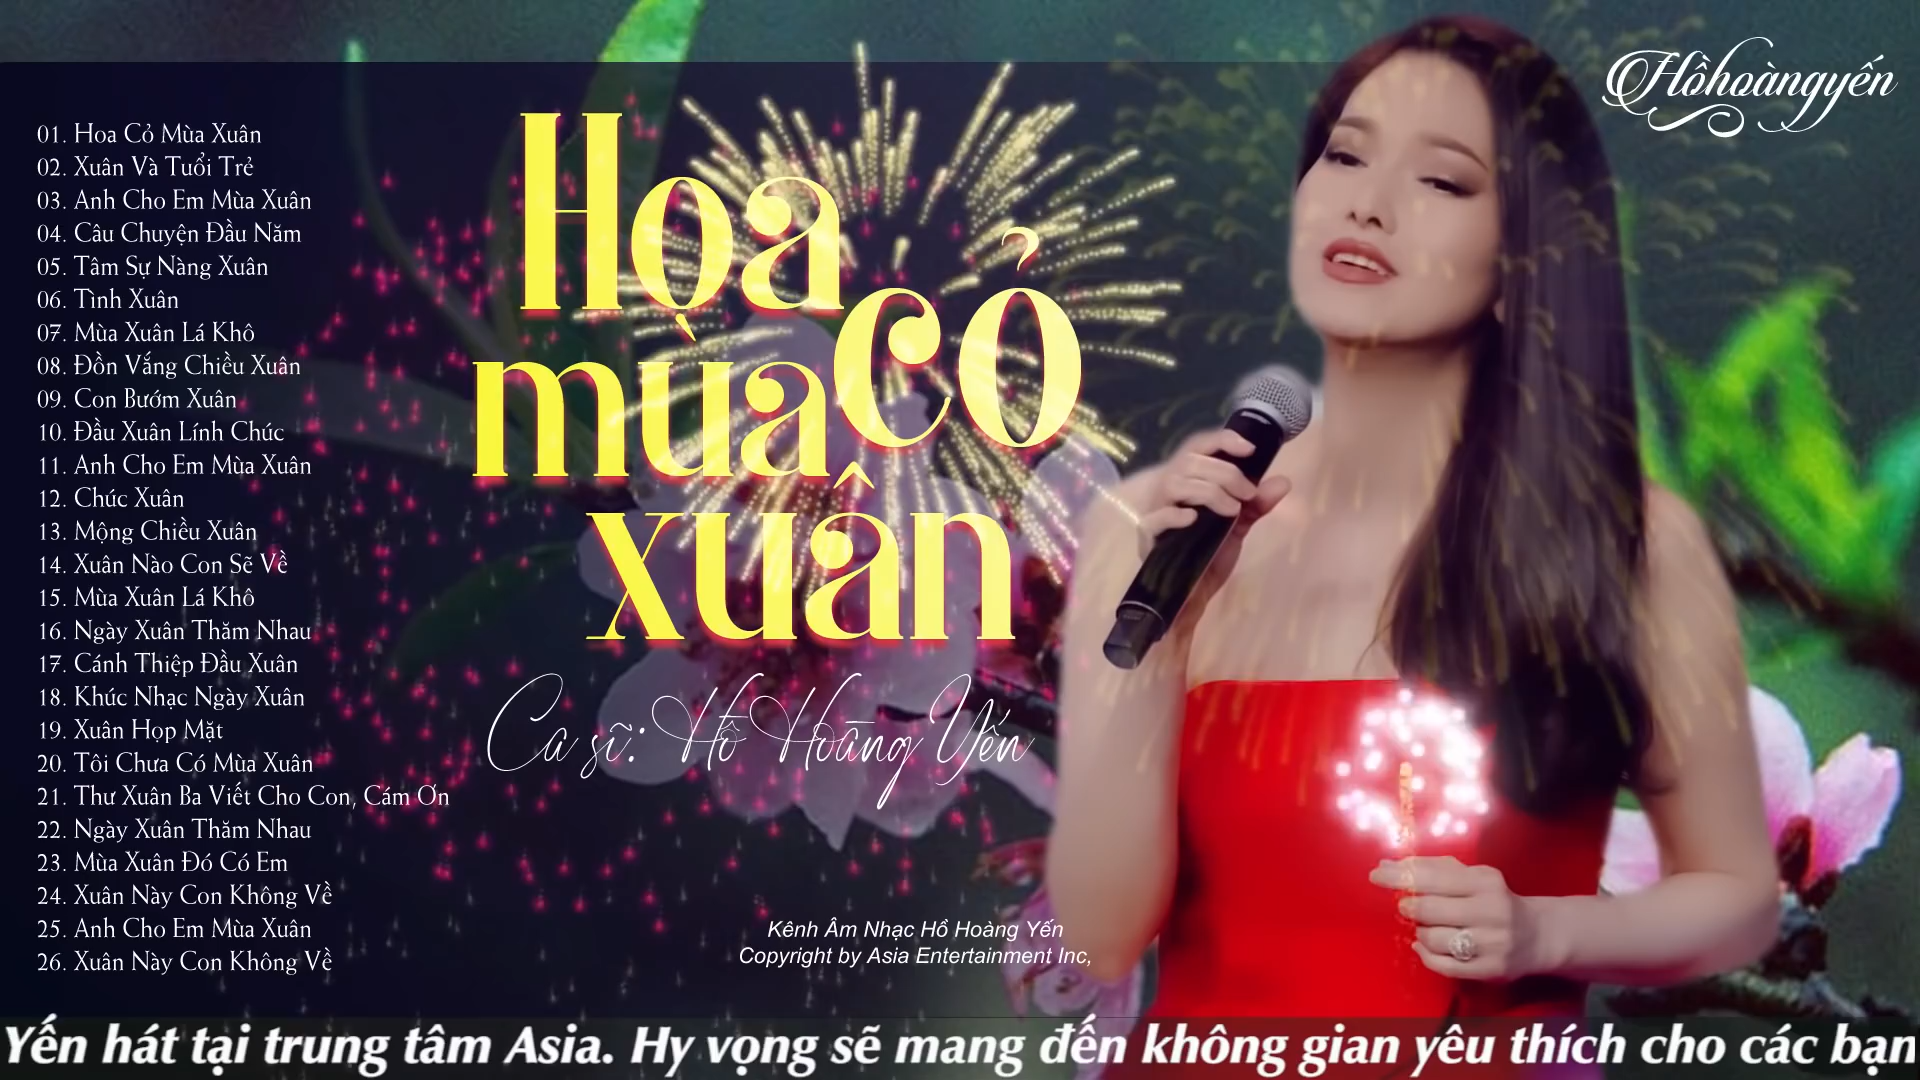 Hồhoàngyến
01. Hoa Cỏ Mùa Xuân
02. Xuân Và Tuổi Trẻ
03. Anh Cho Em Mùa Xuân
04. Câu Chuyện Đầu Năm
05. Tâm Sự Nàng Xuân
06. Tình Xuân
07. Mùa Xuân Lá Khô
08. Đồn Vắng Chiều Xuân
09. Con Bướm Xuân
10. Đầu Xuân Lính Chúc
11. Anh Cho Em Mùa Xuân
12. Chúc Xuân
13. Mộng Chiều Xuân
14. Xuân Nào Con Sẽ Về
15. Mùa Xuân Lá Khô
16. Ngày Xuân Thăm Nhau
17. Cánh Thiệp Đầu Xuân
18. Khúc Nhạc Ngày Xuân
19. Xuân Họp Mặt
20. Tôi Chưa Có Mùa Xuân
21. Thư Xuân Ba Viết Cho Con, Cám Ơn
22. Ngày Xuân Thăm Nhau
23. Mùa Xuân Đó Có Em
24. Xuân Này Con Không Về
25. Anh Cho Em Mùa Xuân
26. Xuân Này Con Không Về
Hoa
cỏ
mùa
xuân
Ca sĩ: Hồ Hoàng Yến
Kênh Âm Nhạc Hồ Hoàng Yến
Copyright by Asia Entertainment Inc,
Yến hát tại trung tâm Asia. Hy vọng sẽ mang đến không gian yêu thích cho các bạn